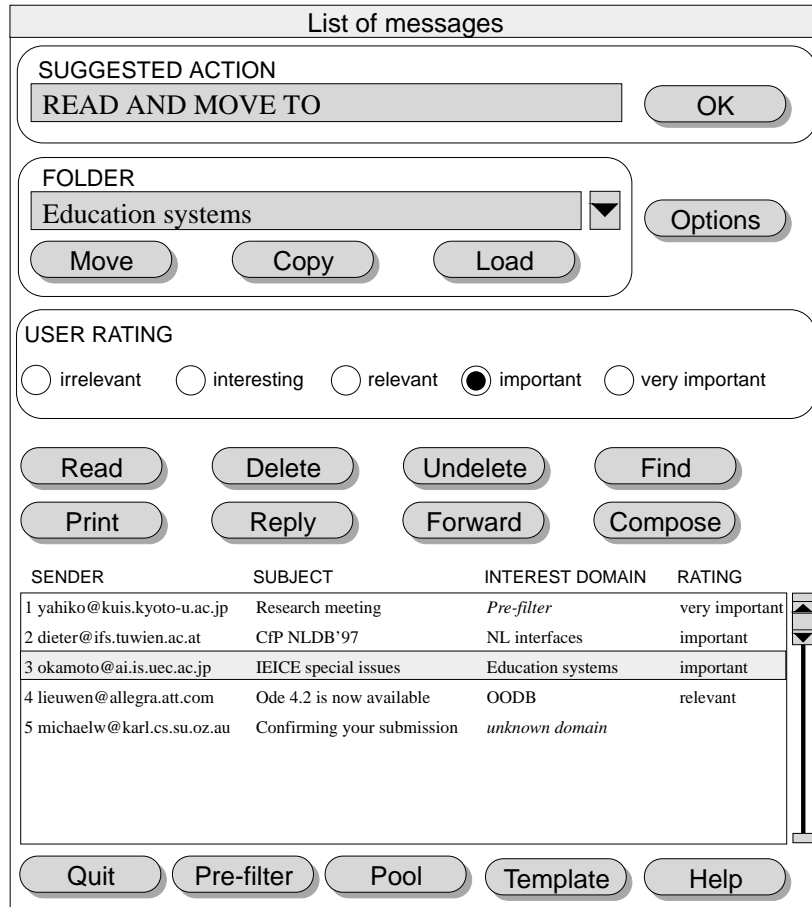 List of messages
SUGGESTED ACTION
READ AND MOVE TO OK
FOLDER
Education systems
Options
Move Copy Load
USER RATING
irrelevant interesting relevant important very important
Read Delete Undelete Find
Print Reply Forward Compose
SENDER SUBJECT INTEREST DOMAIN RATING
1 yahiko@kuis.kyoto-u.ac.jp Research meeting Pre-filter very important
2 dieter@ifs.tuwien.ac.at CfP NLDB'97 NL interfaces important
3 okamoto@ai.is.uec.ac.jp IEICE special issues Education systems important
4 lieuwen@allegra.att.com Ode 4.2 is now available OODB relevant
5 michaelw@karl.cs.su.oz.au Confirming your submission unknown domain
Quit Pre-filter Pool Template Help